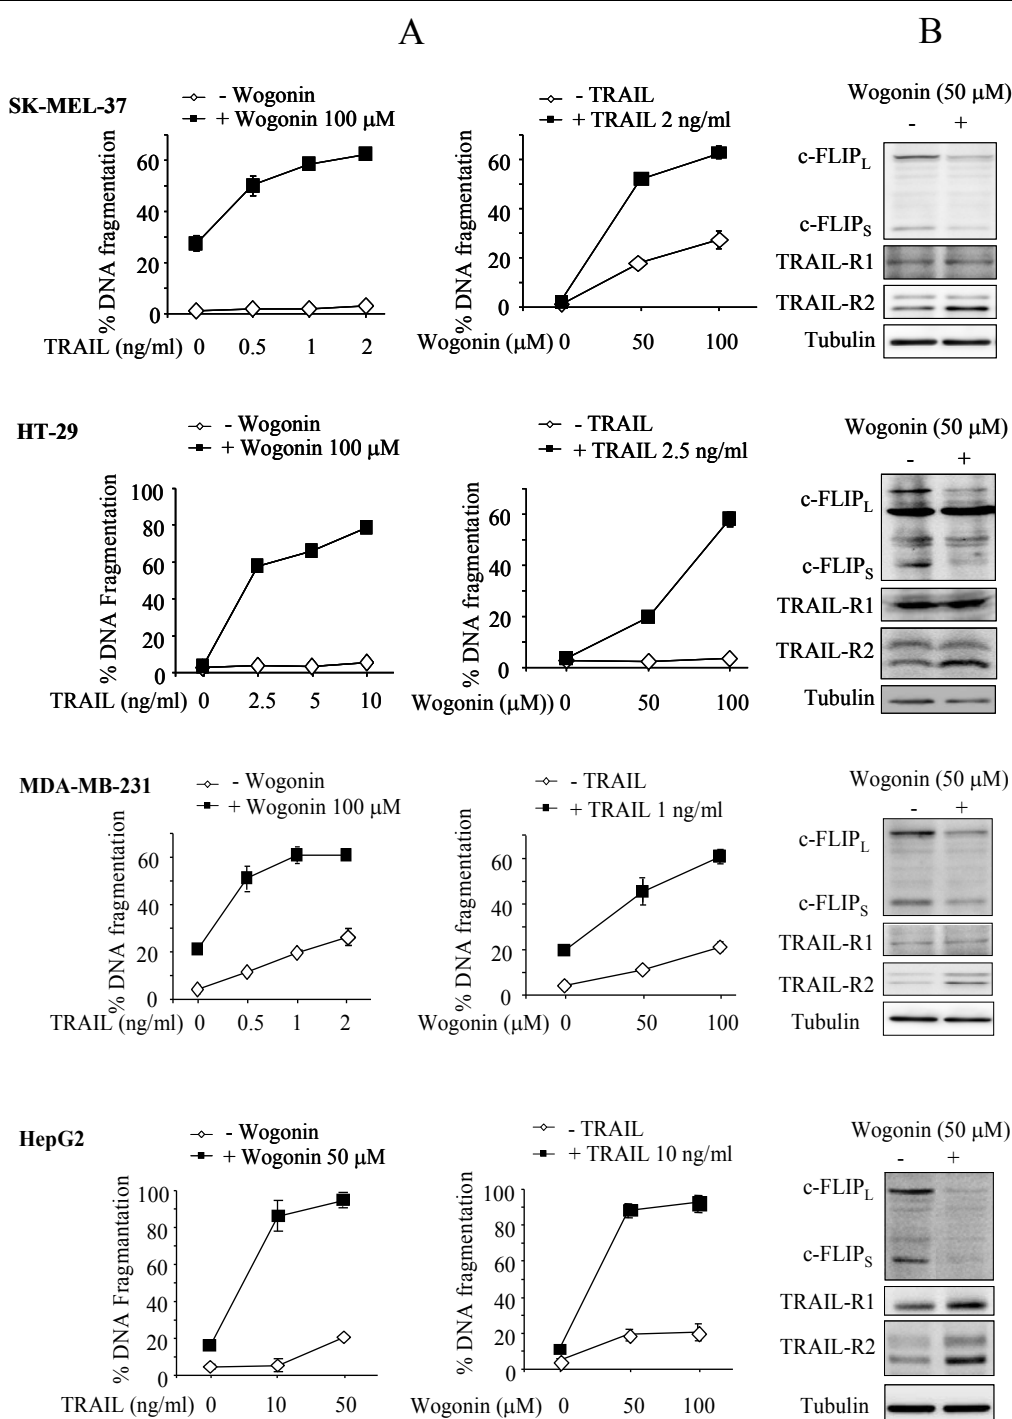 A
B
SK-MEL-37
- Wogonin
+ Wogonin 100 μM
% DNA fragmentation
60
40
20
0
TRAIL (ng/ml) 0 0.5 1 2
- TRAIL
+ TRAIL 2 ng/ml
% DNA fragmentation
60
40
20
0
Wogonin (μM) 0 50 100
Wogonin (50 μM)
- +
c-FLIPL
c-FLIPS
TRAIL-R1
TRAIL-R2
Tubulin
HT-29
- Wogonin
+ Wogonin 100 μM
% DNA Fragmentation
100
80
60
40
20
0
TRAIL (ng/ml) 0 2.5 5 10
- TRAIL
+ TRAIL 2.5 ng/ml
% DNA fragmentation
60
40
20
0
Wogonin (μM)) 0 50 100
Wogonin (50 μM)
- +
c-FLIPL
c-FLIPS
TRAIL-R1
TRAIL-R2
Tubulin
MDA-MB-231
- Wogonin
+ Wogonin 100 μM
% DNA fragmentation
60
40
20
0
TRAIL (ng/ml) 0 0.5 1 2
- TRAIL
+ TRAIL 1 ng/ml
% DNA fragmentation
60
40
20
0
Wogonin (μM) 0 50 100
Wogonin (50 μM)
- +
c-FLIPL
c-FLIPS
TRAIL-R1
TRAIL-R2
Tubulin
HepG2
- Wogonin
+ Wogonin 50 μM
% DNA Fragmantation
100
80
60
40
20
0
TRAIL (ng/ml) 0 10 50
- TRAIL
+ TRAIL 10 ng/ml
% DNA fragmentation
100
80
60
40
20
0
Wogonin (μM) 0 50 100
Wogonin (50 μM)
- +
c-FLIPL
c-FLIPS
TRAIL-R1
TRAIL-R2
Tubulin